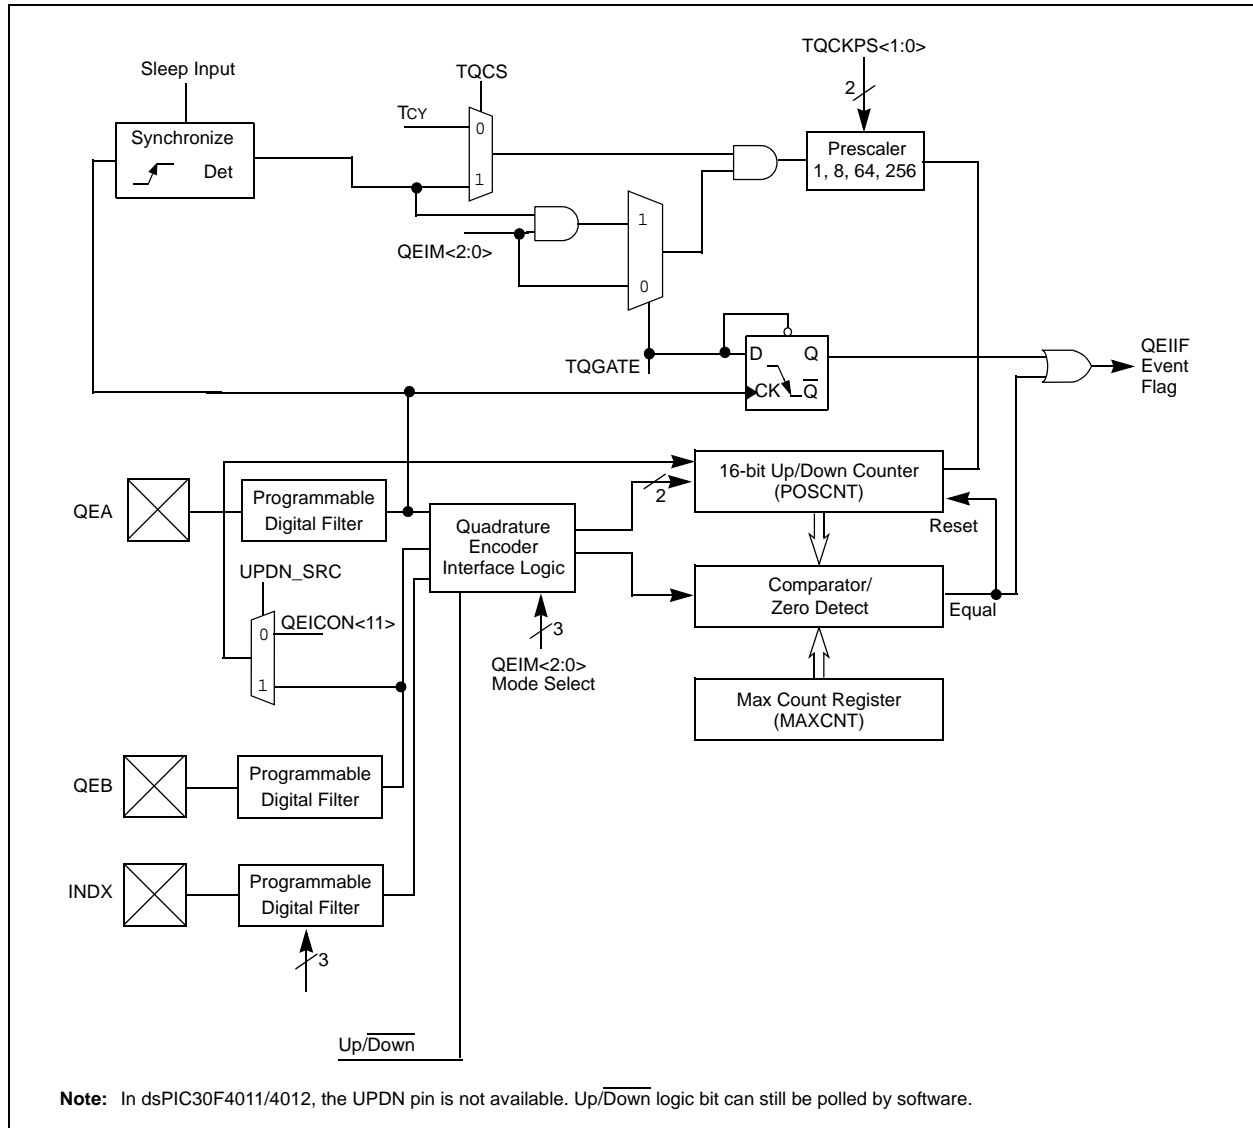 TQCKPS<1:0>
Sleep Input
TQCS
2
TCY
0
Synchronize
Det
1
Prescaler
1, 8, 64, 256
1
QEIM<2:0>
0
TQGATE
D Q
CK Q
QEIIF
Event
Flag
16-bit Up/Down Counter
(POSCNT)
2
QEA
Programmable
Digital Filter
Quadrature
Encoder
Interface Logic
Reset
UPDN_SRC
0
QEICON<11>
1
Comparator/
Zero Detect
Equal
3
QEIM<2:0>
Mode Select
Max Count Register
(MAXCNT)
QEB
Programmable
Digital Filter
INDX
Programmable
Digital Filter
3
Up/Down
Note: In dsPIC30F4011/4012, the UPDN pin is not available. Up/Down logic bit can still be polled by software.